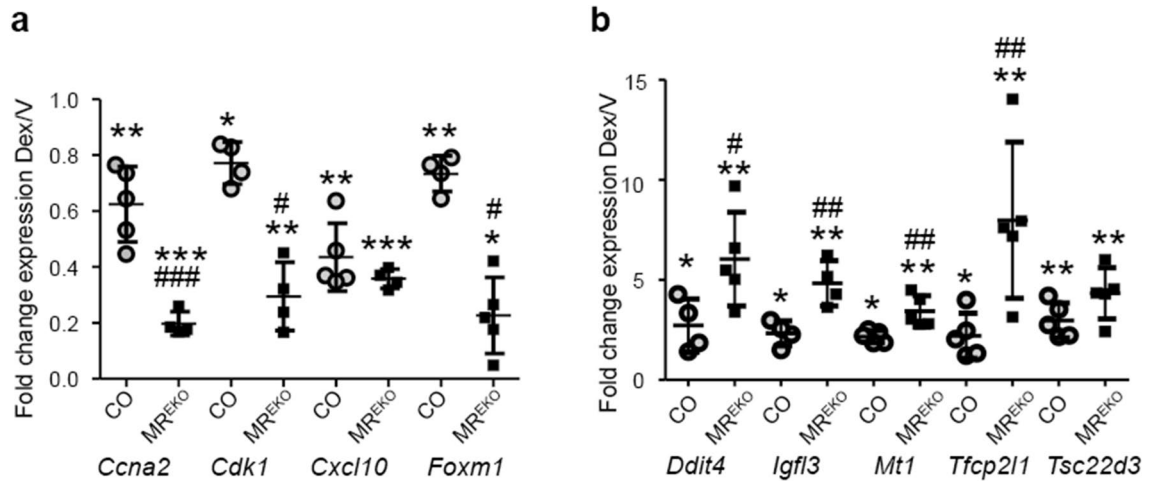 a
Fold change expression Dex/V
1.0
0.8
0.6
0.4
0.2
0.0
**
***
###
*
#
**
**
***
**
#
*
CO
MR^EKO
CO
MR^EKO
CO
MR^EKO
CO
MR^EKO
Ccna2 Cdk1 Cxcl10 Foxm1
b
Fold change expression Dex/V
15
10
5
0
*
#
**
*
##
**
*
##
**
*
##
**
**
**
CO
MR^EKO
CO
MR^EKO
CO
MR^EKO
CO
MR^EKO
CO
MR^EKO
Ddit4 Igfl3 Mt1 Tfcp2l1 Tsc22d3